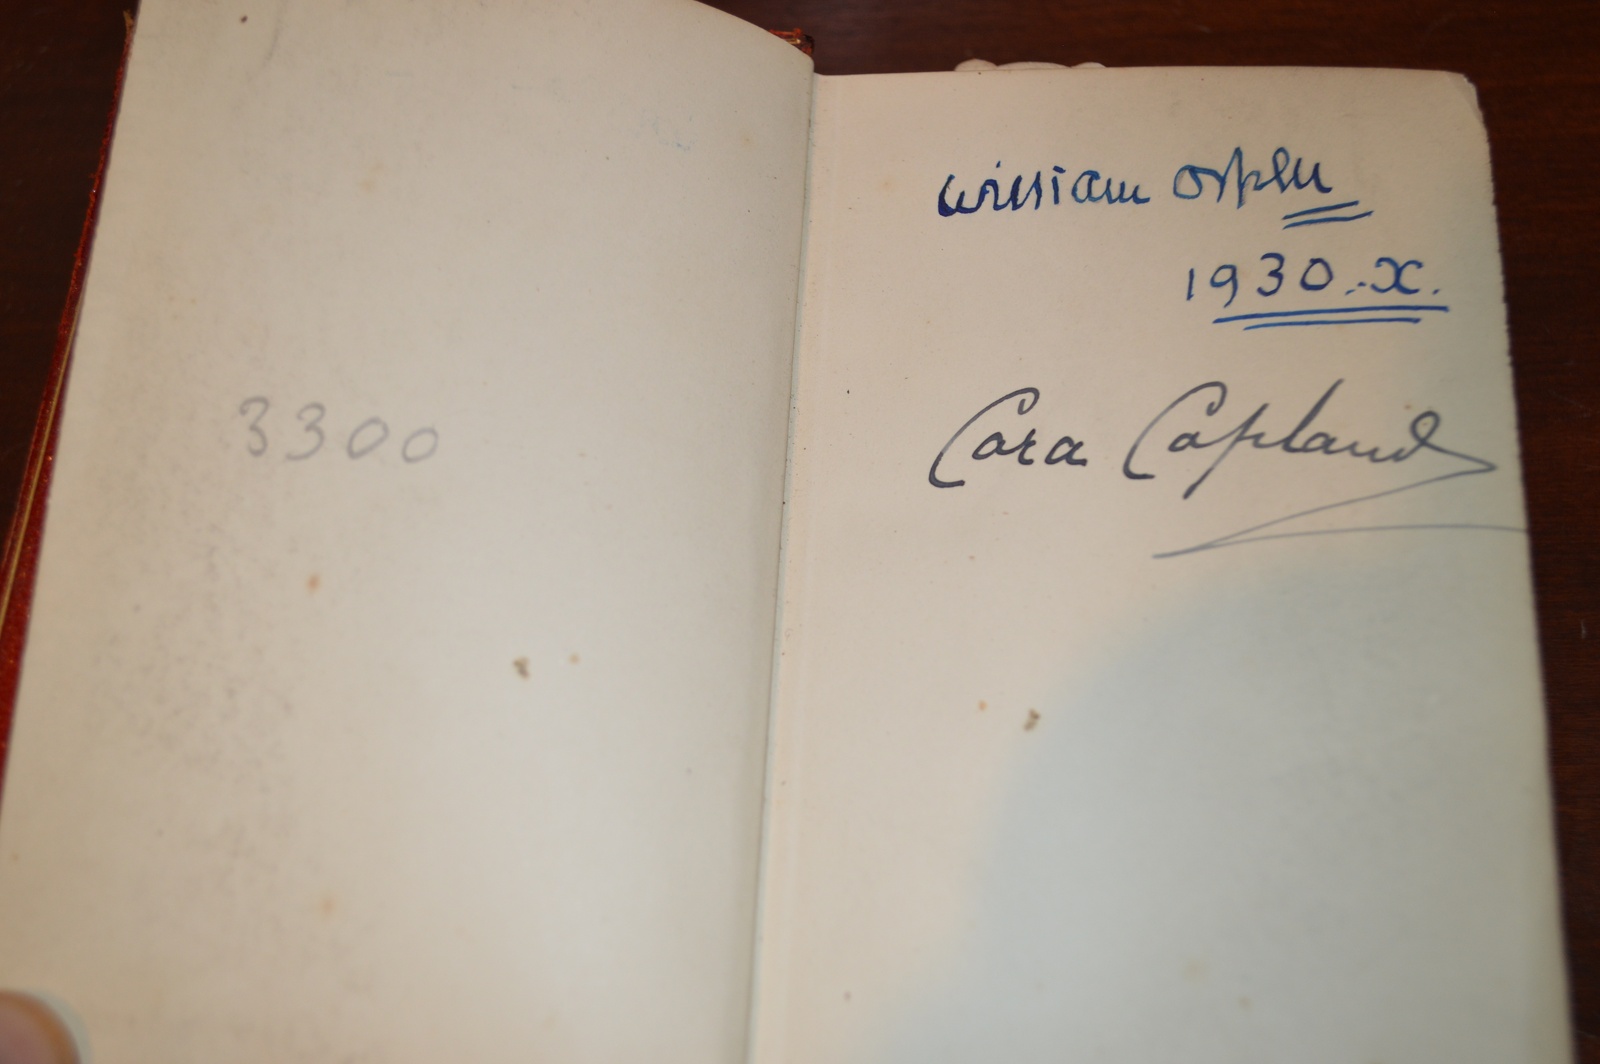 3300
William Orpen
1930.-X.
Cara Copland